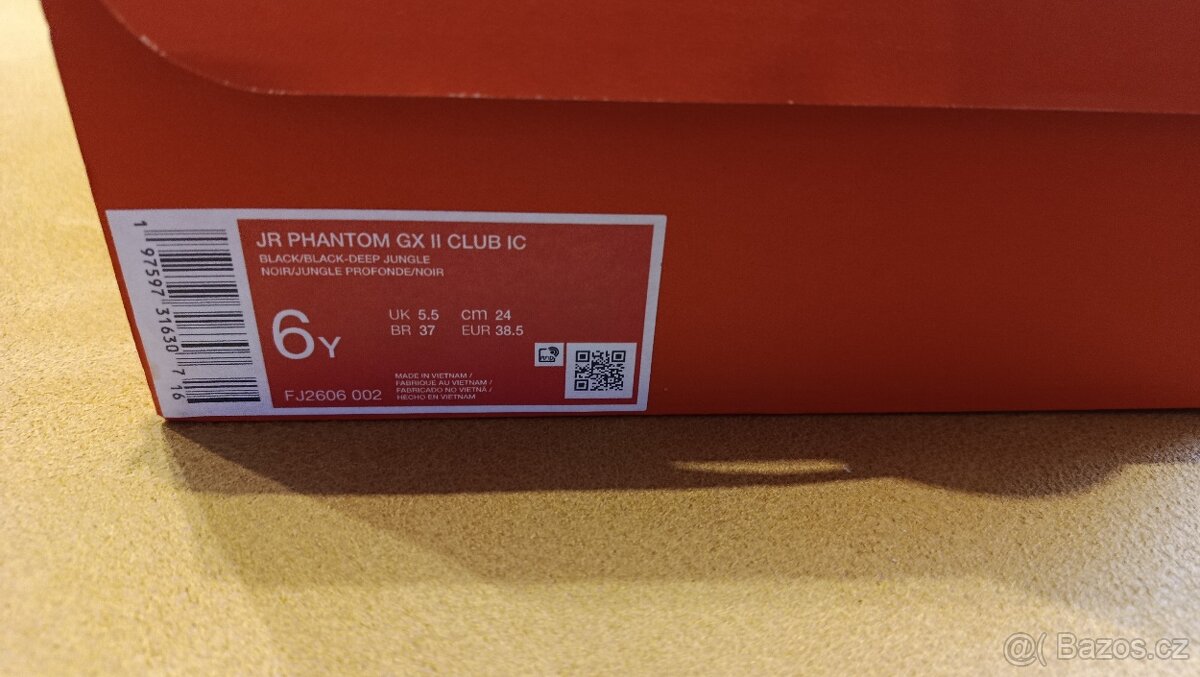 JR PHANTOM GX II CLUB IC
BLACK/BLACK-DEEP JUNGLE
NOIR/JUNGLE PROFONDE/NOIR
6Y
UK 5.5 cm 24
BR 37 EUR 38.5
FJ2606 002
MADE IN VIETNAM /
FABRIQUE AU VIETNAM /
FABRICADO NO VIETNÃ /
HECHO EN VIETNAM
1 97597 31630 7 16
@( Bazos.cz